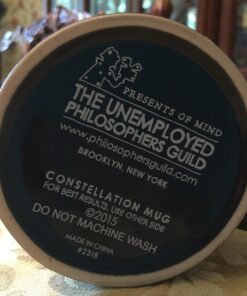 PRESENTS OF MIND
THE UNEMPLOYED
PHILOSOPHERS GUILD
www.philosophersguild.com
BROOKLYN, NEW YORK
CONSTELLATION MUG
FOR BEST RESULTS, USE OTHER SIDE
©2015
DO NOT MACHINE WASH
MADE IN CHINA
#2318